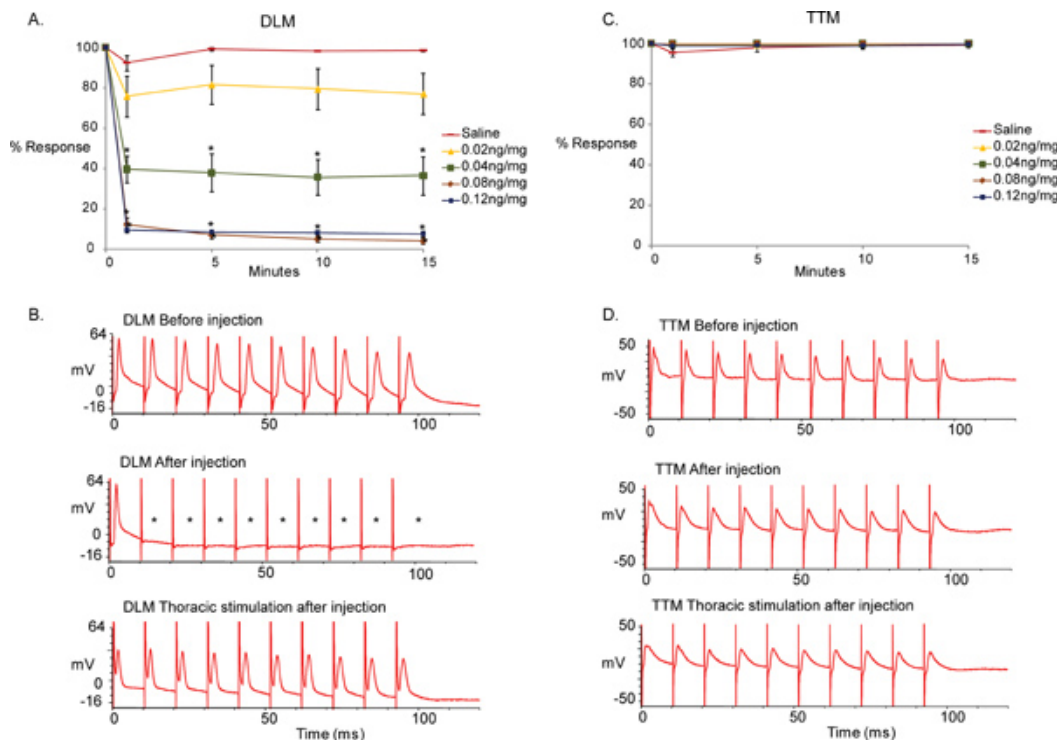 A.
DLM
100
80
60
40
20
0
% Response
0 5 10 15
Minutes
Saline
0.02ng/mg
0.04ng/mg
0.08ng/mg
0.12ng/mg
* * * *
* * * *
B.
DLM Before injection
64
mV
0
-16
0 50 100
DLM After injection
64
mV
0
-16
* * * * * * * * *
0 50 100
DLM Thoracic stimulation after injection
64
mV
0
-16
0 50 100
Time (ms)
C.
TTM
100
80
60
40
20
0
% Response
0 5 10 15
Minutes
Saline
0.02ng/mg
0.04ng/mg
0.08ng/mg
0.12ng/mg
D.
TTM Before injection
50
mV
-50
0 50 100
TTM After injection
50
mV
-50
0 50 100
TTM Thoracic stimulation after injection
50
mV
-50
0 50 100
Time (ms)